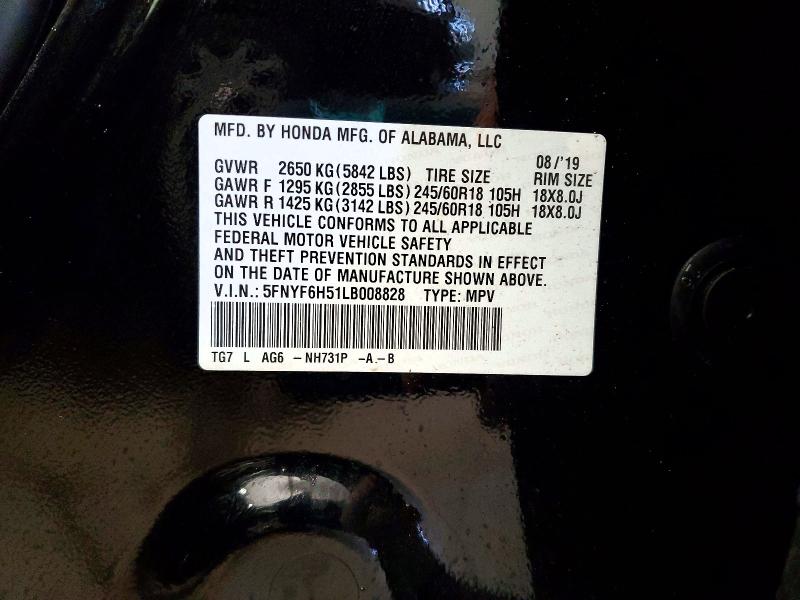 MFD. BY HONDA MFG. OF ALABAMA, LLC
08/'19
GVWR 2650 KG(5842 LBS) TIRE SIZE RIM SIZE
GAWR F 1295 KG(2855 LBS) 245/60R18 105H 18X8.0J
GAWR R 1425 KG(3142 LBS) 245/60R18 105H 18X8.0J
THIS VEHICLE CONFORMS TO ALL APPLICABLE
FEDERAL MOTOR VEHICLE SAFETY
AND THEFT PREVENTION STANDARDS IN EFFECT
ON THE DATE OF MANUFACTURE SHOWN ABOVE.
V.I.N.: 5FNYF6H51LB008828 TYPE: MPV
TG7 L AG6 – NH731P –A–B